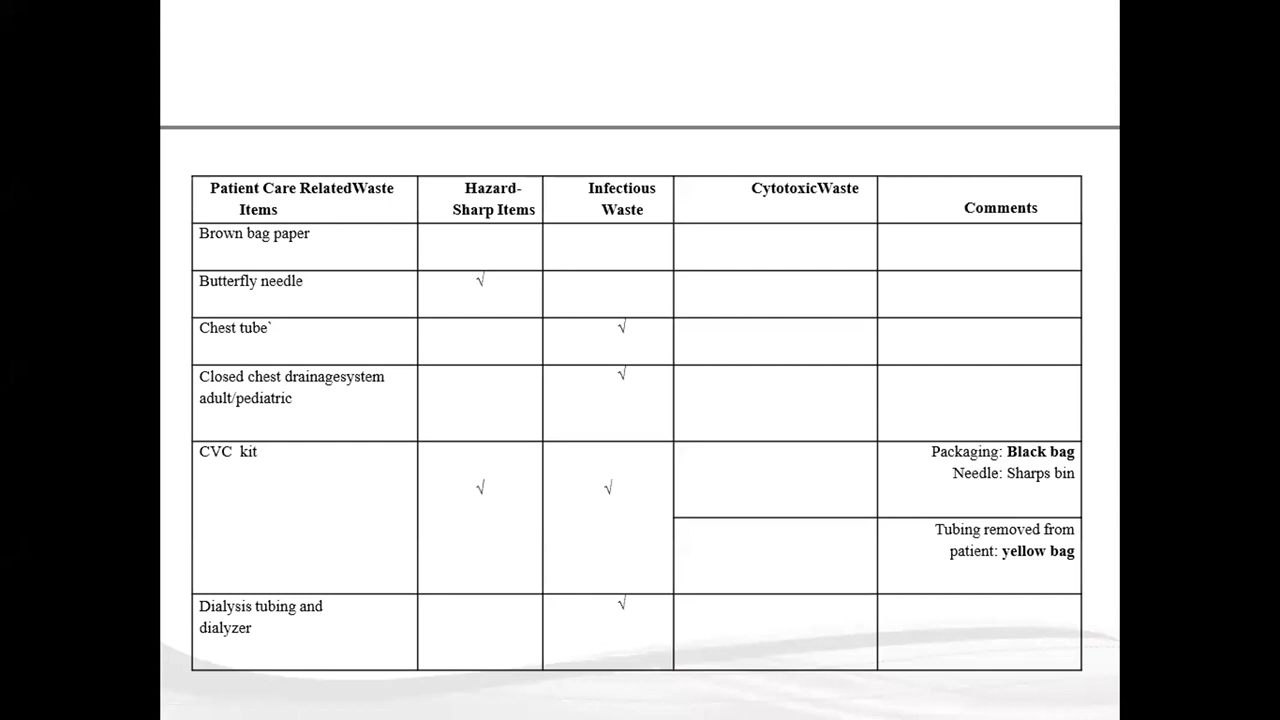 Patient Care RelatedWaste
Items
Hazard-
Sharp Items
Infectious
Waste
CytotoxicWaste
Comments
Brown bag paper
Butterfly needle
√
Chest tube`
√
Closed chest drainagesystem
adult/pediatric
√
CVC kit
√
√
Packaging: Black bag
Needle: Sharps bin
Tubing removed from
patient: yellow bag
Dialysis tubing and
dialyzer
√